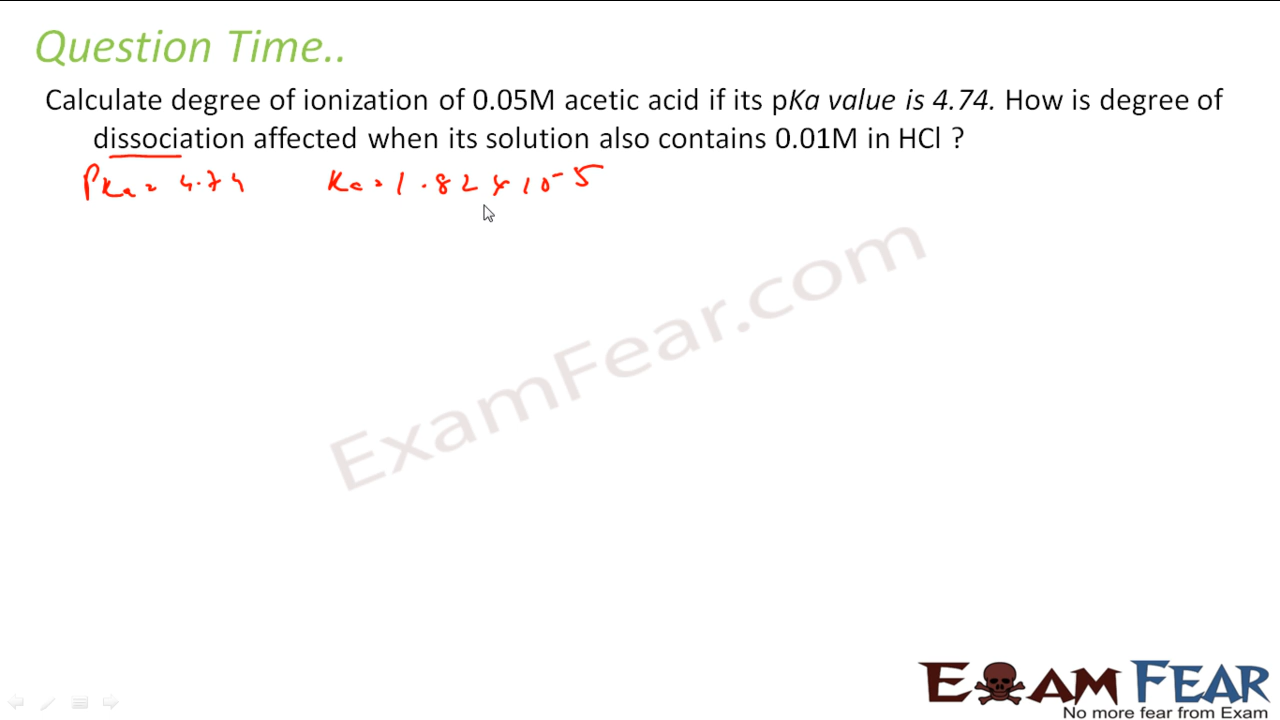 Question Time..
Calculate degree of ionization of 0.05M acetic acid if its pKa value is 4.74. How is degree of
dissociation affected when its solution also contains 0.01M in HCl ?
Pka = 4.74 Ka = 1.82 x 10-5
ExamFear.com
EXAM FEAR
No more fear from Exam